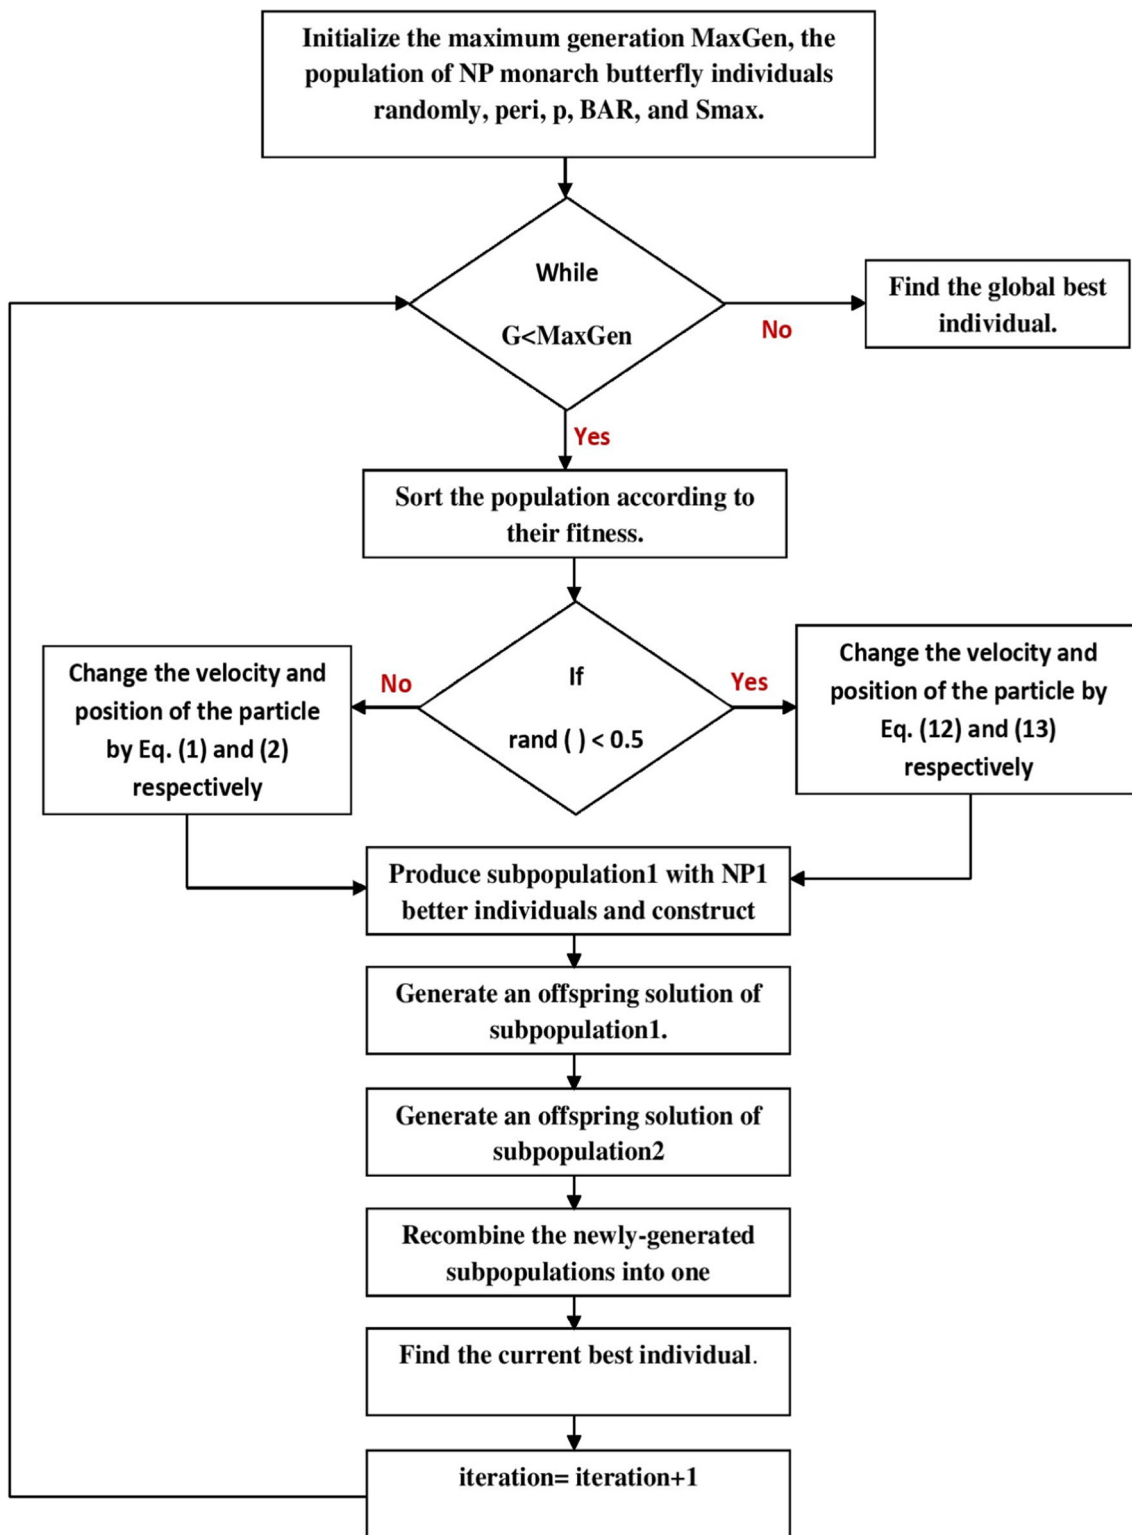 Initialize the maximum generation MaxGen, the
population of NP monarch butterfly individuals
randomly, peri, p, BAR, and Smax.
While
G<MaxGen
No
Find the global best
individual.
Yes
Sort the population according to
their fitness.
If
rand ( ) < 0.5
No
Change the velocity and
position of the particle
by Eq. (1) and (2)
respectively
Yes
Change the velocity and
position of the particle by
Eq. (12) and (13)
respectively
Produce subpopulation1 with NP1
better individuals and construct
Generate an offspring solution of
subpopulation1.
Generate an offspring solution of
subpopulation2
Recombine the newly-generated
subpopulations into one
Find the current best individual.
iteration= iteration+1